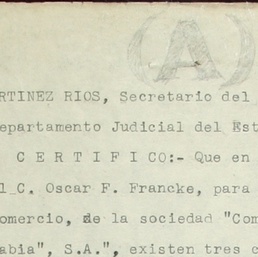 (A)
RTINEZ RIOS, Secretario del
epartamento Judicial del Est
C E R T I F I C O:- Que en
l C. Oscar F. Francke, para
omercio, de la sociedad "Com
abia", S.A.", existen tres c